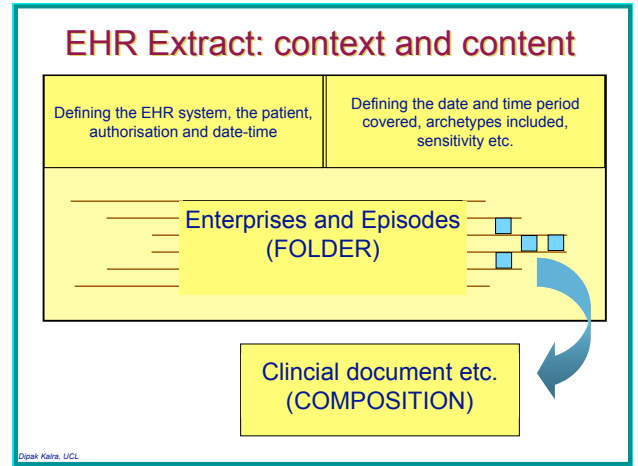 EHR Extract: context and content
Defining the EHR system, the patient,
authorisation and date-time
Defining the date and time period
covered, archetypes included,
sensitivity etc.
Enterprises and Episodes
(FOLDER)
Clincial document etc.
(COMPOSITION)
Dipak Kalra, UCL